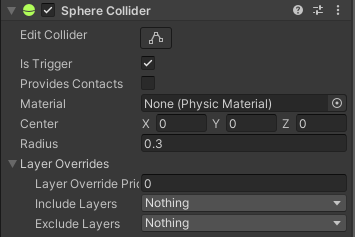 Sphere Collider
Edit Collider
Is Trigger
Provides Contacts
Material None (Physic Material)
Center X 0 Y 0 Z 0
Radius 0.3
Layer Overrides
Layer Override Pric 0
Include Layers Nothing
Exclude Layers Nothing